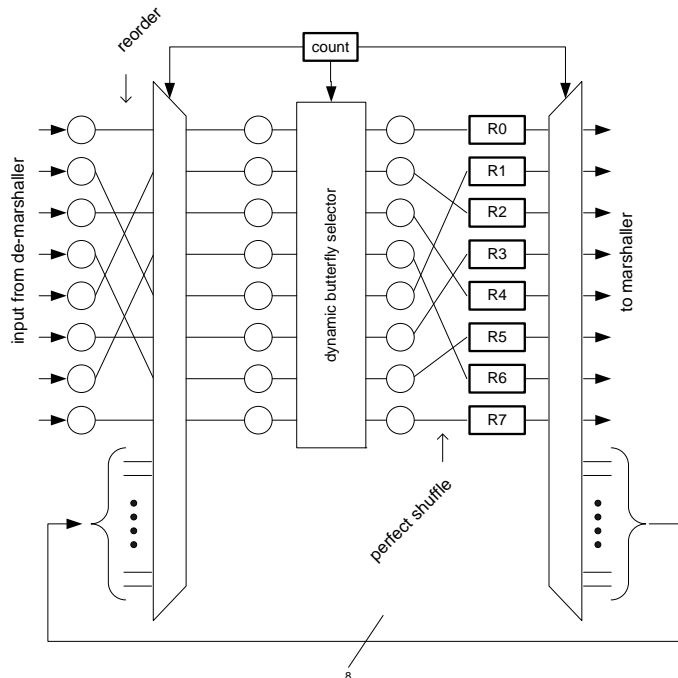 reorder
count
input from de-marshaller
dynamic butterfly selector
R0
R1
R2
R3
R4
R5
R6
R7
to marshaller
perfect shuffle
8